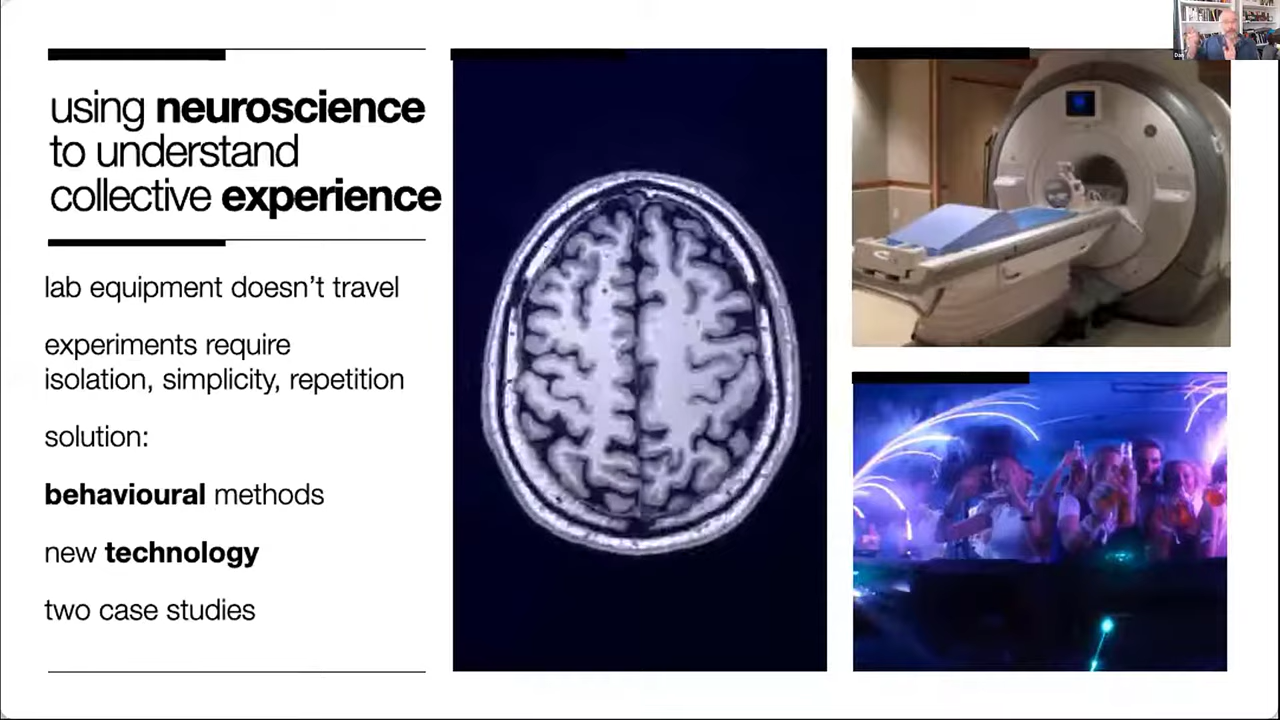 using neuroscience
to understand
collective experience
lab equipment doesn't travel
experiments require
isolation, simplicity, repetition
solution:
behavioural methods
new technology
two case studies